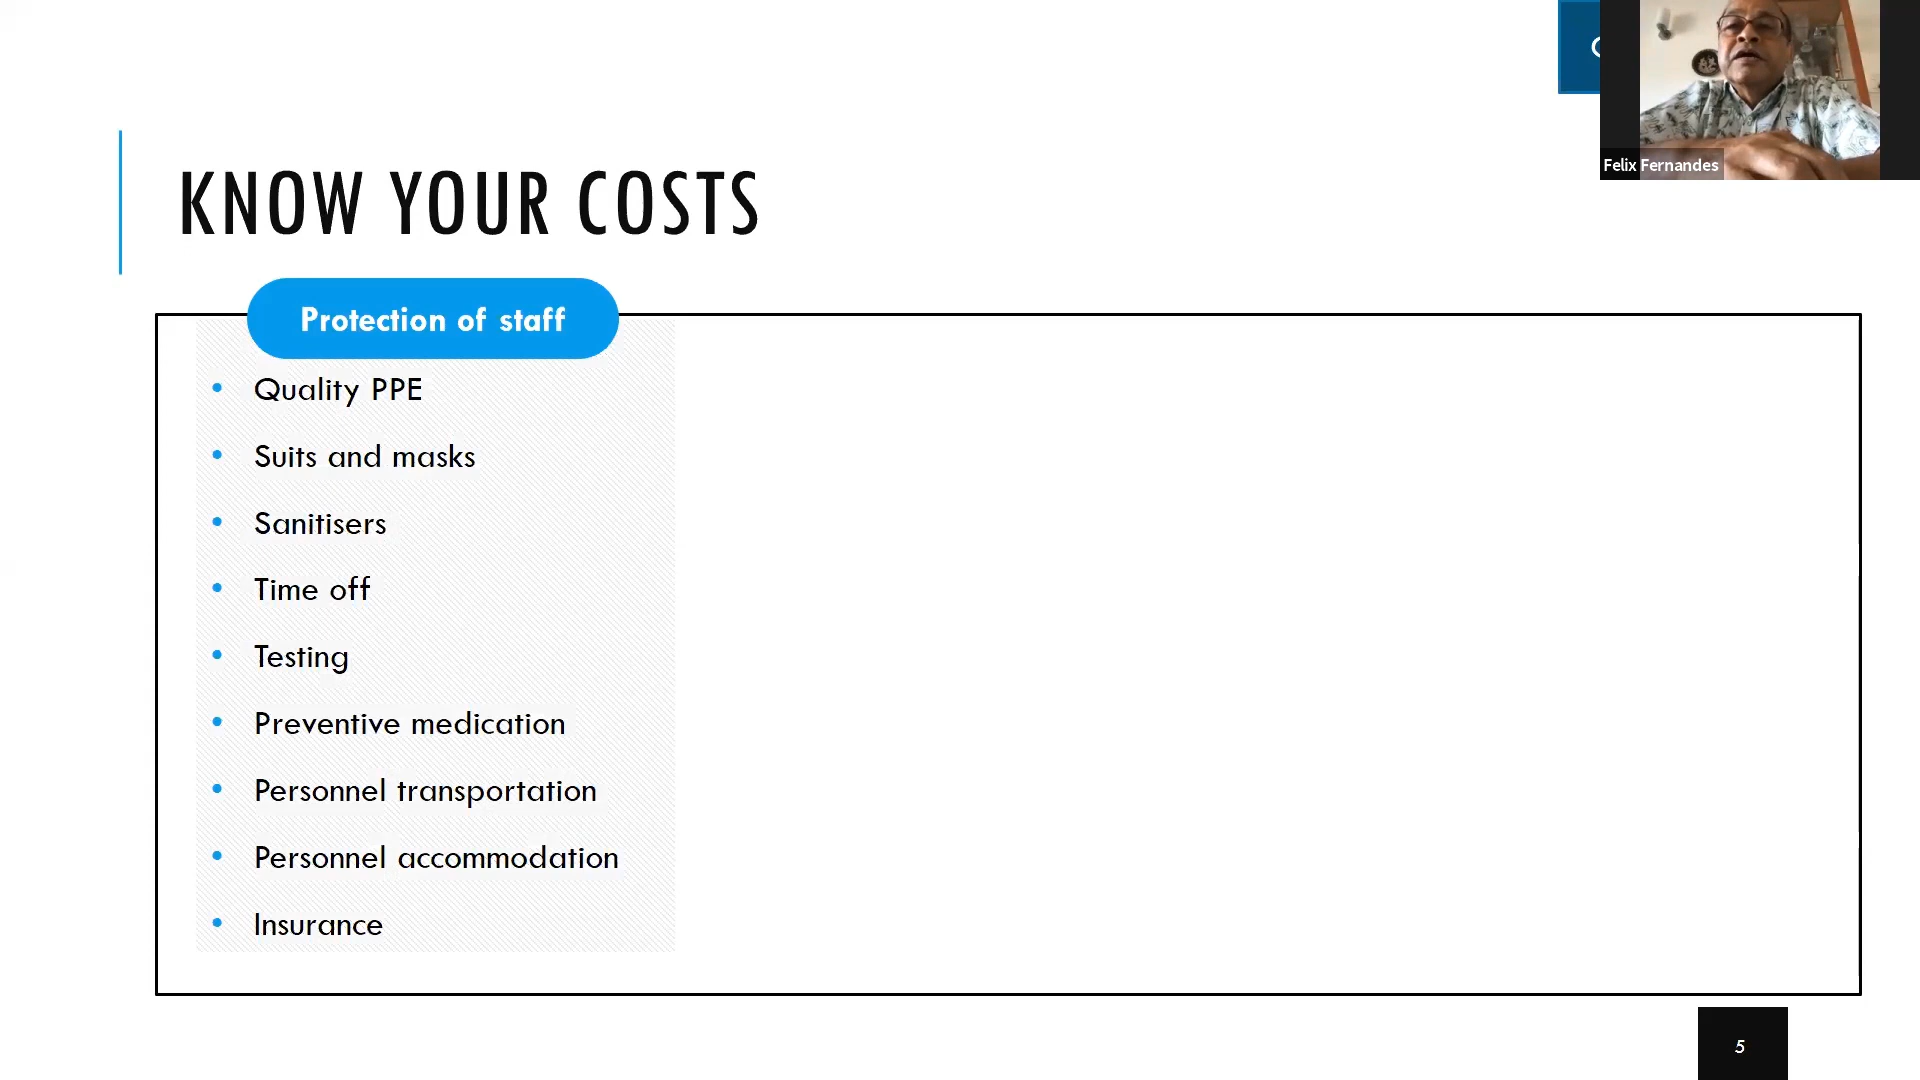 Felix Fernandes
KNOW YOUR COSTS
Protection of staff
• Quality PPE
• Suits and masks
• Sanitisers
• Time off
• Testing
• Preventive medication
• Personnel transportation
• Personnel accommodation
• Insurance
5